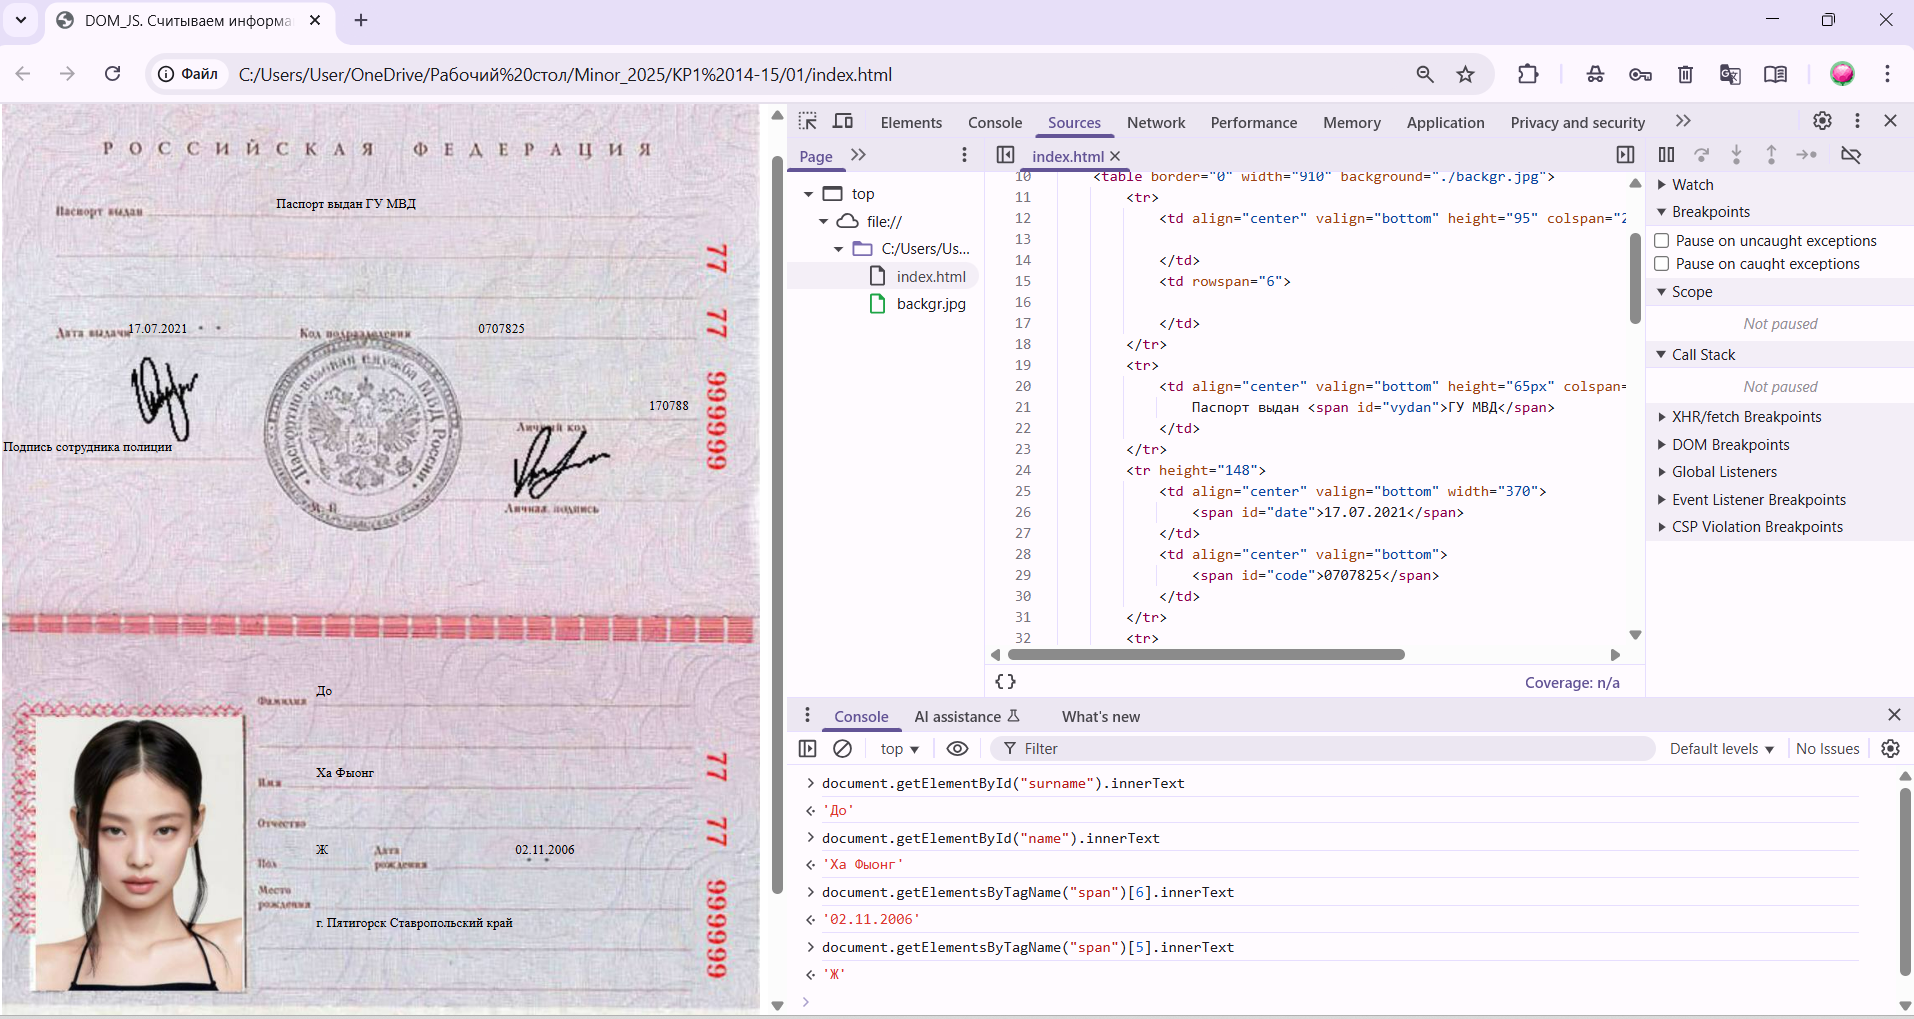 DOM_JS. Считываем информа
Файл
C:/Users/User/OneDrive/Рабочий%20стол/Minor_2025/КР1%2014-15/01/index.html
РОССИЙСКАЯ ФЕДЕРАЦИЯ
Паспорт выдан
Паспорт выдан ГУ МВД
77 77 999999
Дата выдачи
17.07.2021
Код подразделения
0707825
Паспортно-визовая служба МВД России
170788
Личный код
Подпись сотрудника полиции
М. П
Личная подпись
Фамилия
До
Имя
Ха Фыонг
Отчество
Пол
Ж
Дата рождения
02.11.2006
Место рождения
г. Пятигорск Ставропольский край
77 77 999999
Elements Console Sources Network Performance Memory Application Privacy and security
Page
index.html
top
file://
C:/Users/Us...
index.html
backgr.jpg
10 <table border="0" width="910" background="./backgr.jpg">
11 <tr>
12 <td align="center" valign="bottom" height="95" colspan="2
13
14 </td>
15 <td rowspan="6">
16
17 </td>
18 </tr>
19 <tr>
20 <td align="center" valign="bottom" height="65px" colspan=
21 Паспорт выдан <span id="vydan">ГУ МВД</span>
22 </td>
23 </tr>
24 <tr height="148">
25 <td align="center" valign="bottom" width="370">
26 <span id="date">17.07.2021</span>
27 </td>
28 <td align="center" valign="bottom">
29 <span id="code">0707825</span>
30 </td>
31 </tr>
32 <tr>
{} Coverage: n/a
Watch
Breakpoints
Pause on uncaught exceptions
Pause on caught exceptions
Scope
Not paused
Call Stack
Not paused
XHR/fetch Breakpoints
DOM Breakpoints
Global Listeners
Event Listener Breakpoints
CSP Violation Breakpoints
Console AI assistance What's new
top Filter Default levels No Issues
document.getElementById("surname").innerText
'До'
document.getElementById("name").innerText
'Ха Фыонг'
document.getElementsByTagName("span")[6].innerText
'02.11.2006'
document.getElementsByTagName("span")[5].innerText
'Ж'